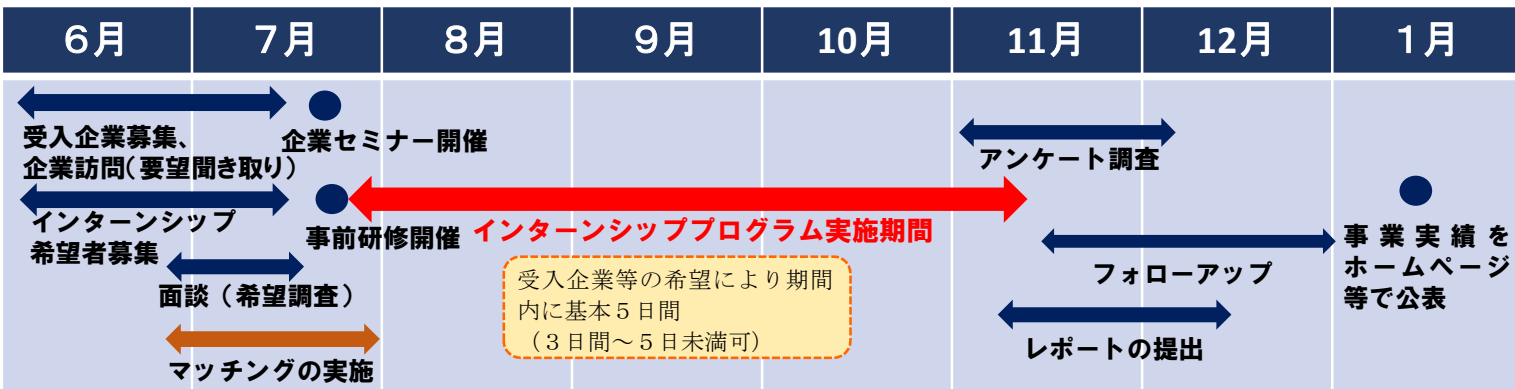 ６月 ７月 ８月 ９月 10月 11月 12月 １月
受入企業募集、
企業訪問（要望聞き取り）
企業セミナー開催
アンケート調査
インターンシップ
希望者募集
事前研修開催
インターンシッププログラム実施期間
面談（希望調査）
マッチングの実施
受入企業等の希望により期間
内に基本５日間
（３日間～５日未満可）
フォローアップ
レポートの提出
事業実績を
ホームページ
等で公表